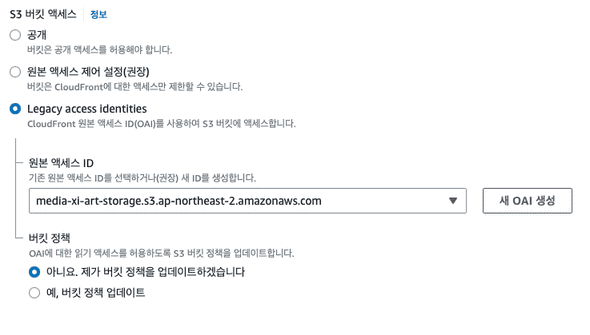 S3 버킷 액세스 | 정보
공개
버킷은 공개 액세스를 허용해야 합니다.
원본 액세스 제어 설정(권장)
버킷은 CloudFront에 대한 액세스만 제한할 수 있습니다.
Legacy access identities
CloudFront 원본 액세스 ID(OAI)를 사용하여 S3 버킷에 액세스합니다.
원본 액세스 ID
기존 원본 액세스 ID를 선택하거나(권장) 새 ID를 생성합니다.
media-xi-art-storage.s3.ap-northeast-2.amazonaws.com 새 OAI 생성
버킷 정책
OAI에 대한 읽기 액세스를 허용하도록 S3 버킷 정책을 업데이트합니다.
아니요. 제가 버킷 정책을 업데이트하겠습니다
예, 버킷 정책 업데이트